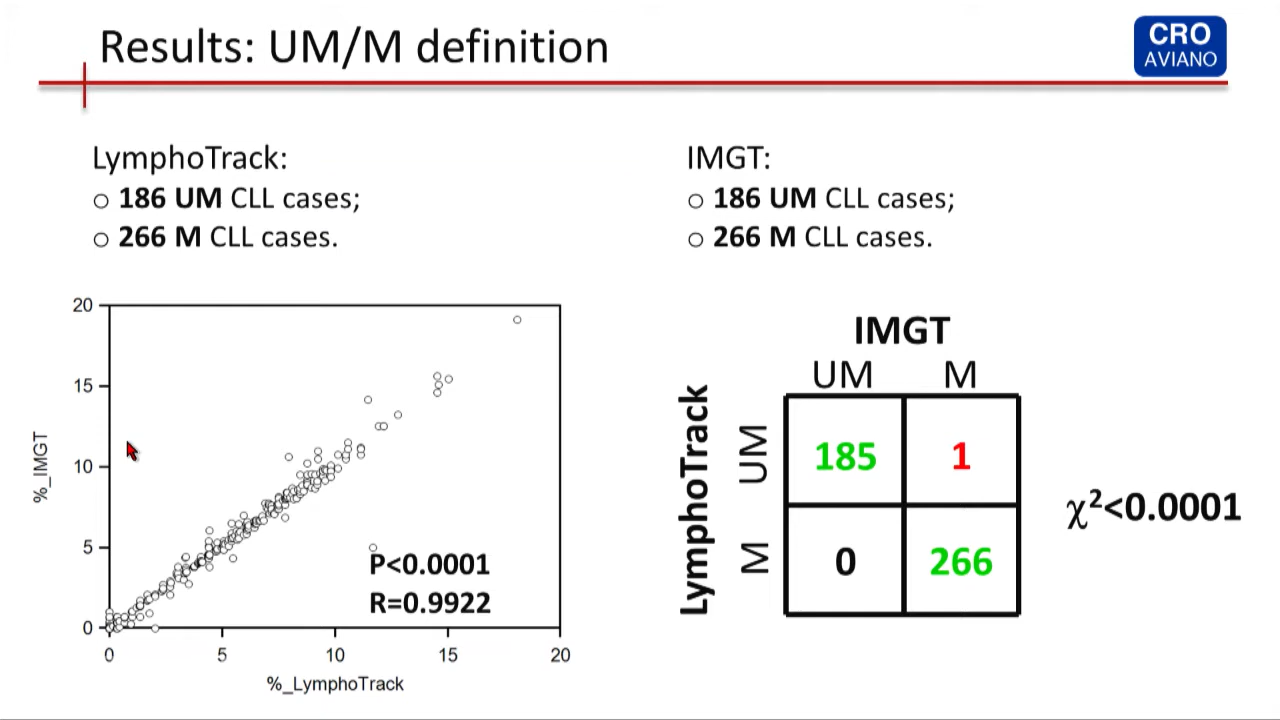 Results: UM/M definition
CRO
AVIANO
LymphoTrack:
○ 186 UM CLL cases;
○ 266 M CLL cases.
IMGT:
○ 186 UM CLL cases;
○ 266 M CLL cases.
20
15
10
5
0
%_IMGT
P<0.0001
R=0.9922
0 5 10 15 20
%_LymphoTrack
IMGT
UM M
LymphoTrack
UM 185 1
M 0 266
χ²<0.0001